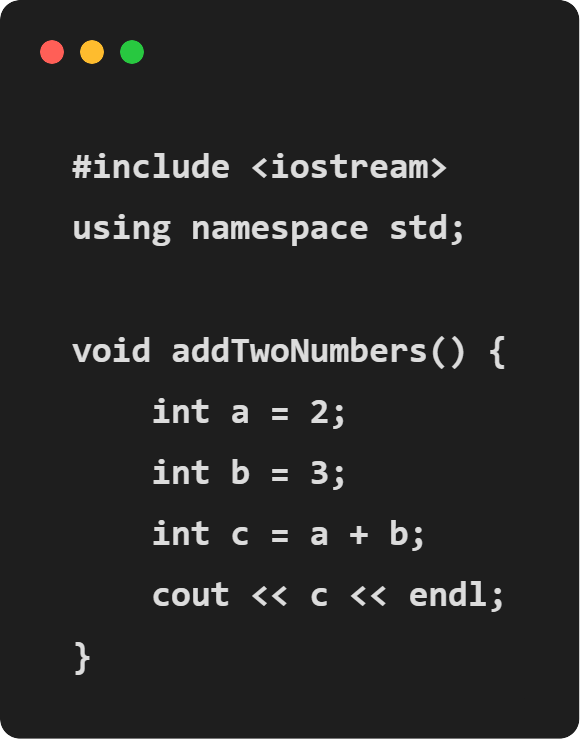 #include <iostream>
using namespace std;

void addTwoNumbers() {
    int a = 2;
    int b = 3;
    int c = a + b;
    cout << c << endl;
}